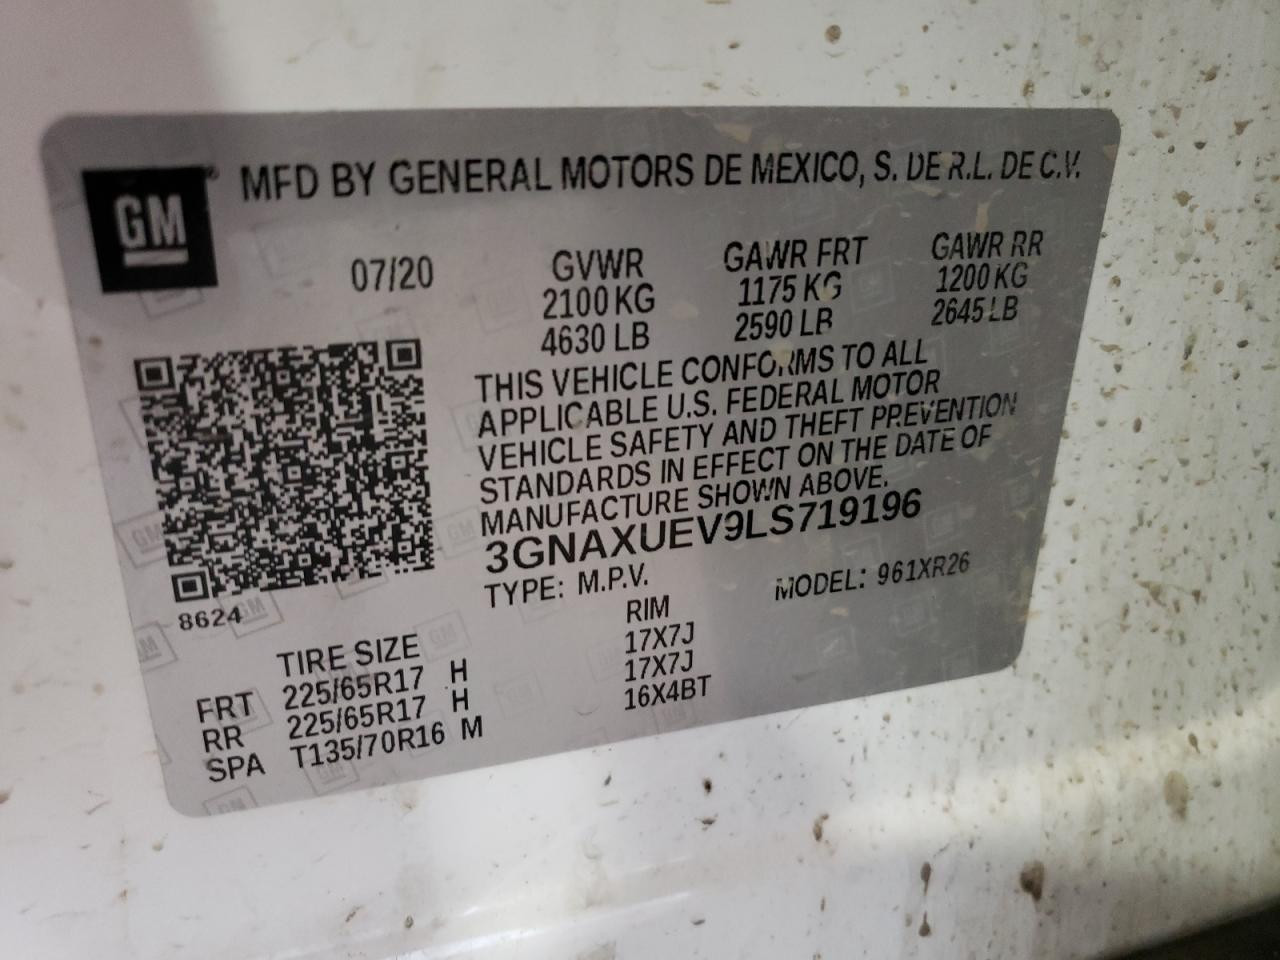 GM
MFD BY GENERAL MOTORS DE MEXICO, S. DE R.L. DE C.V.
07/20 GVWR GAWR FRT GAWR RR
2100 KG 1175 KG 1200 KG
4630 LB 2590 LB 2645 LB
THIS VEHICLE CONFORMS TO ALL
APPLICABLE U.S. FEDERAL MOTOR
VEHICLE SAFETY AND THEFT PREVENTION
STANDARDS IN EFFECT ON THE DATE OF
MANUFACTURE SHOWN ABOVE.
3GNAXUEV9LS719196
TYPE: M.P.V. MODEL: 961XR26
8624
TIRE SIZE RIM
FRT 225/65R17 H 17X7J
RR 225/65R17 H 17X7J
SPA T135/70R16 M 16X4BT